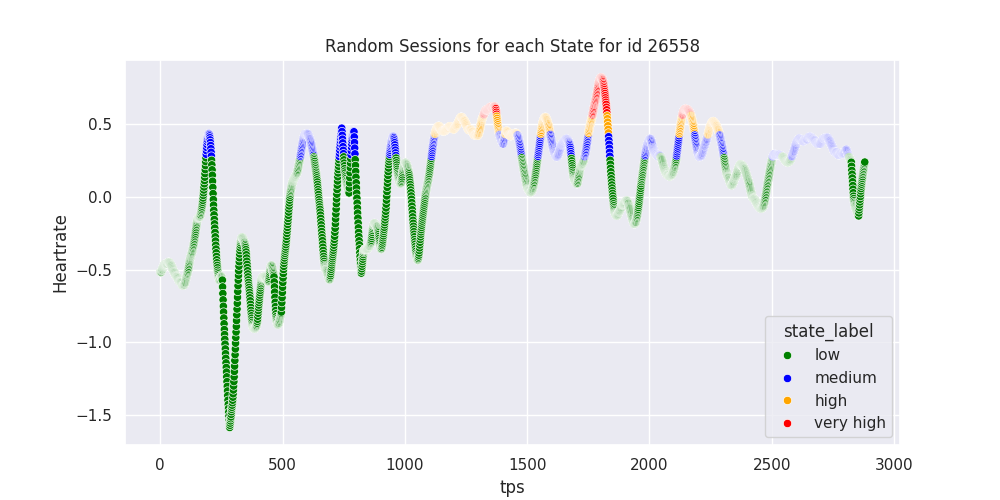 Random Sessions for each State for id 26558
Heartrate
0.5
0.0
−0.5
−1.0
−1.5
state_label
low
medium
high
very high
0 500 1000 1500 2000 2500 3000
tps